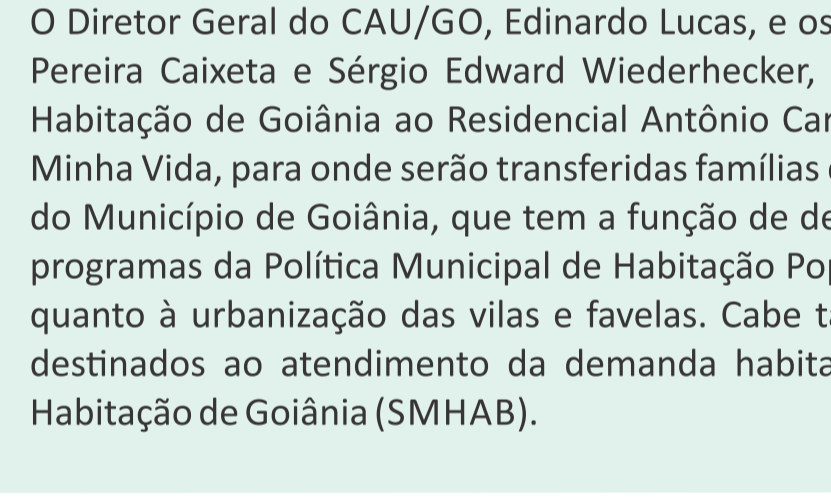 O Diretor Geral do CAU/GO, Edinardo Lucas, e os
Pereira Caixeta e Sérgio Edward Wiederhecker,
Habitação de Goiânia ao Residencial Antônio Car
Minha Vida, para onde serão transferidas famílias
do Município de Goiânia, que tem a função de de
programas da Política Municipal de Habitação Pop
quanto à urbanização das vilas e favelas. Cabe ta
destinados ao atendimento da demanda habita
Habitação de Goiânia (SMHAB).